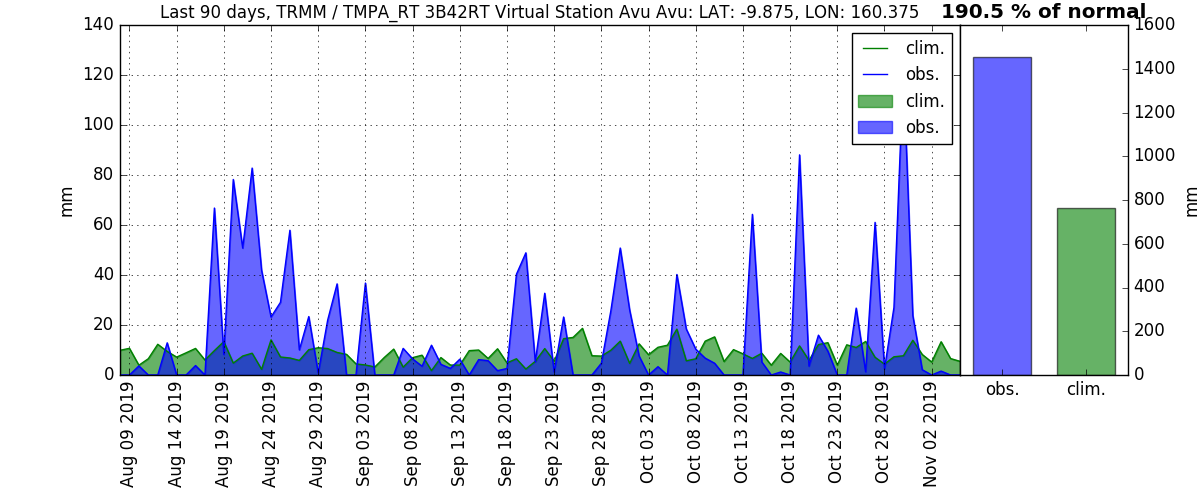 Last 90 days, TRMM / TMPA_RT 3B42RT Virtual Station Avu Avu: LAT: -9.875, LON: 160.375
190.5 % of normal
140
120
100
80
60
40
20
0
mm
clim.
obs.
clim.
obs.
Aug 09 2019
Aug 14 2019
Aug 19 2019
Aug 24 2019
Aug 29 2019
Sep 03 2019
Sep 08 2019
Sep 13 2019
Sep 18 2019
Sep 23 2019
Sep 28 2019
Oct 03 2019
Oct 08 2019
Oct 13 2019
Oct 18 2019
Oct 23 2019
Oct 28 2019
Nov 02 2019
1600
1400
1200
1000
800
600
400
200
0
mm
obs.
clim.